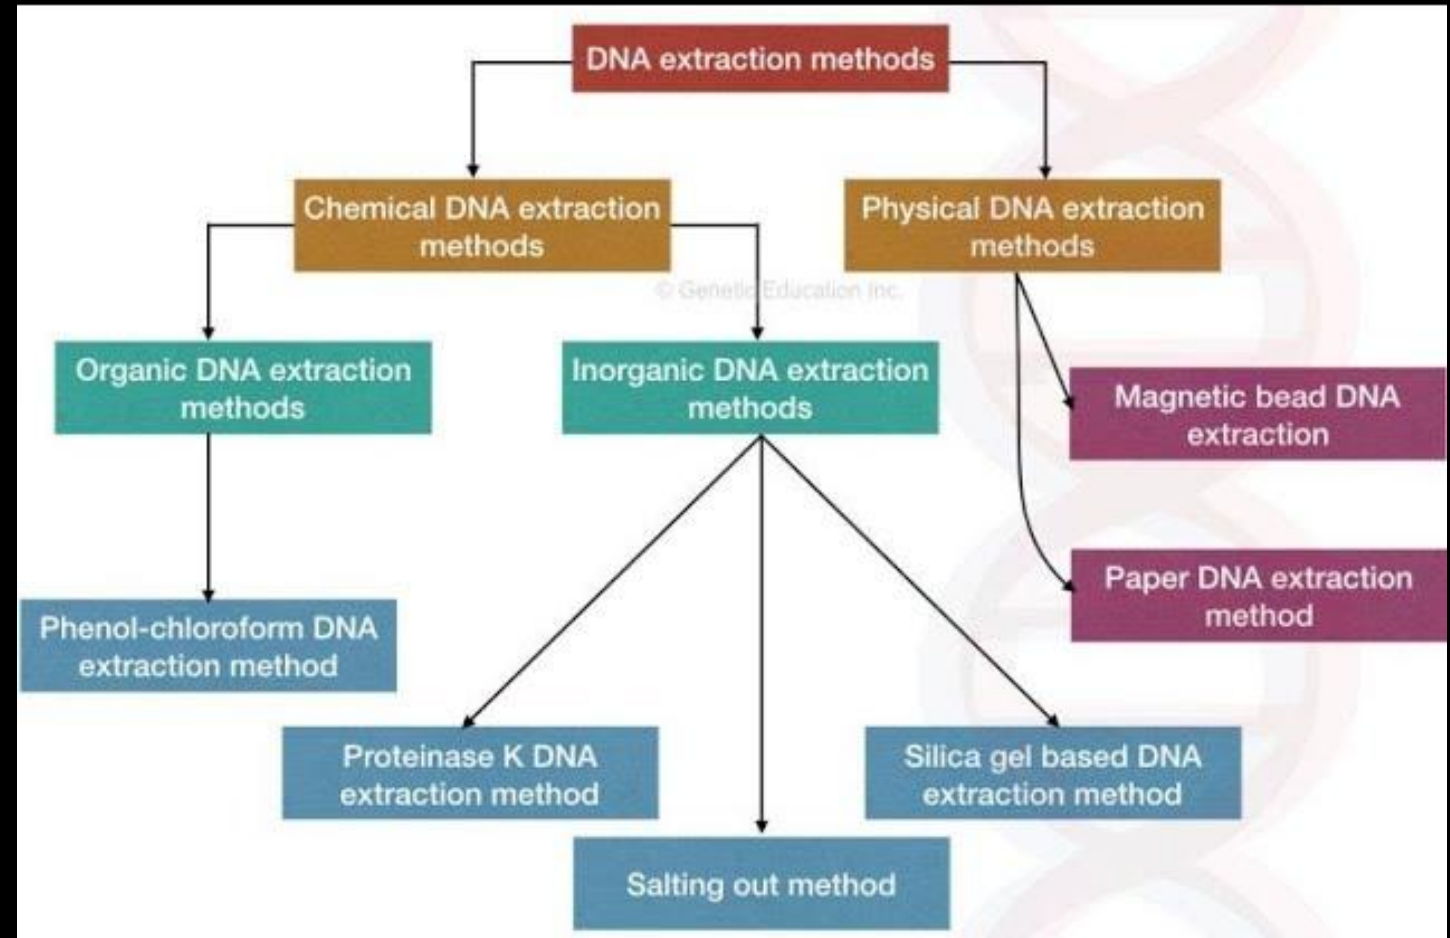 DNA extraction methods
Chemical DNA extraction
methods
Physical DNA extraction
methods
© Genetic Education Inc.
Organic DNA extraction
methods
Inorganic DNA extraction
methods
Magnetic bead DNA
extraction
Paper DNA extraction
method
Phenol-chloroform DNA
extraction method
Proteinase K DNA
extraction method
Silica gel based DNA
extraction method
Salting out method